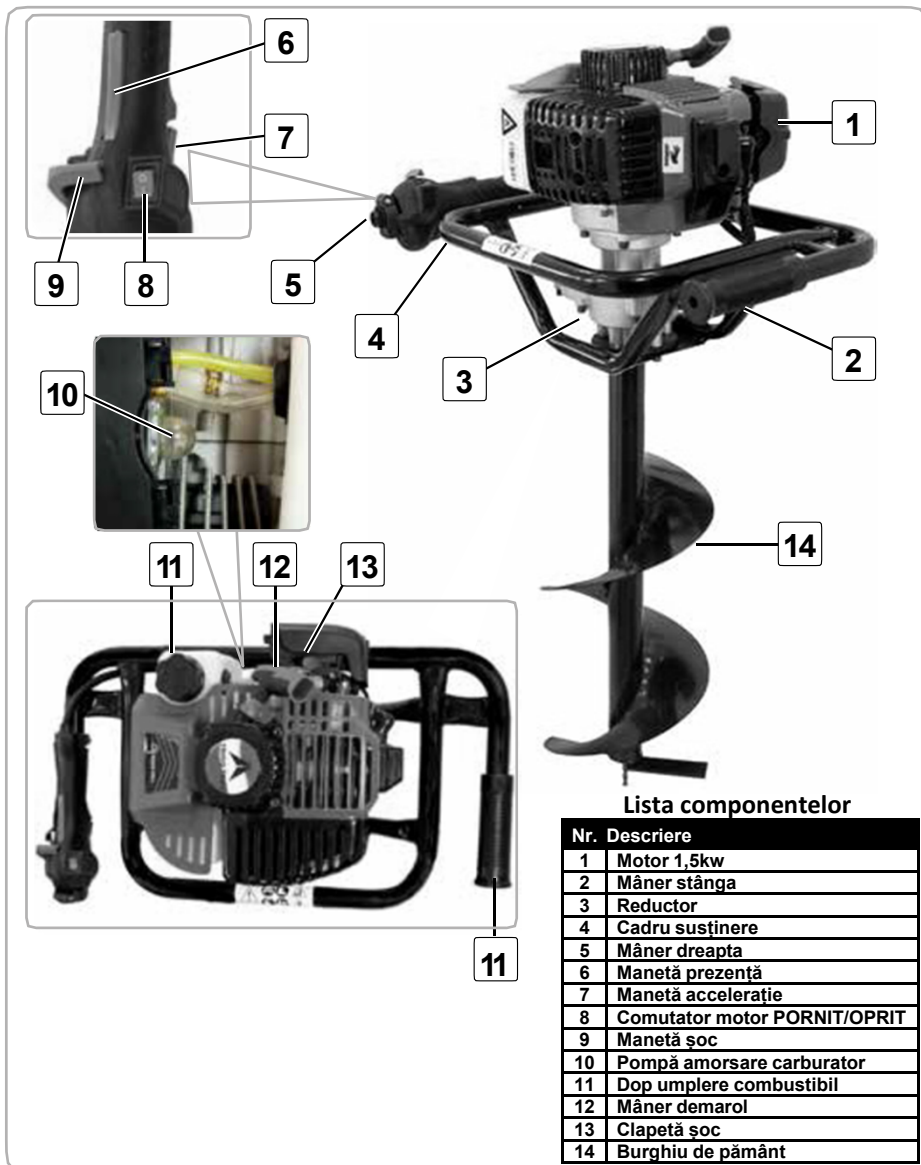 6
7
1
9
8
5
4
3
2
10
14
11
12
13
11
Lista componentelor
Nr. Descriere
1 Motor 1,5kw
2 Mâner stânga
3 Reductor
4 Cadru susținere
5 Mâner dreapta
6 Manetă prezență
7 Manetă accelerație
8 Comutator motor PORNIT/OPRIT
9 Manetă șoc
10 Pompă amorsare carburator
11 Dop umplere combustibil
12 Mâner demarol
13 Clapetă șoc
14 Burghiu de pământ